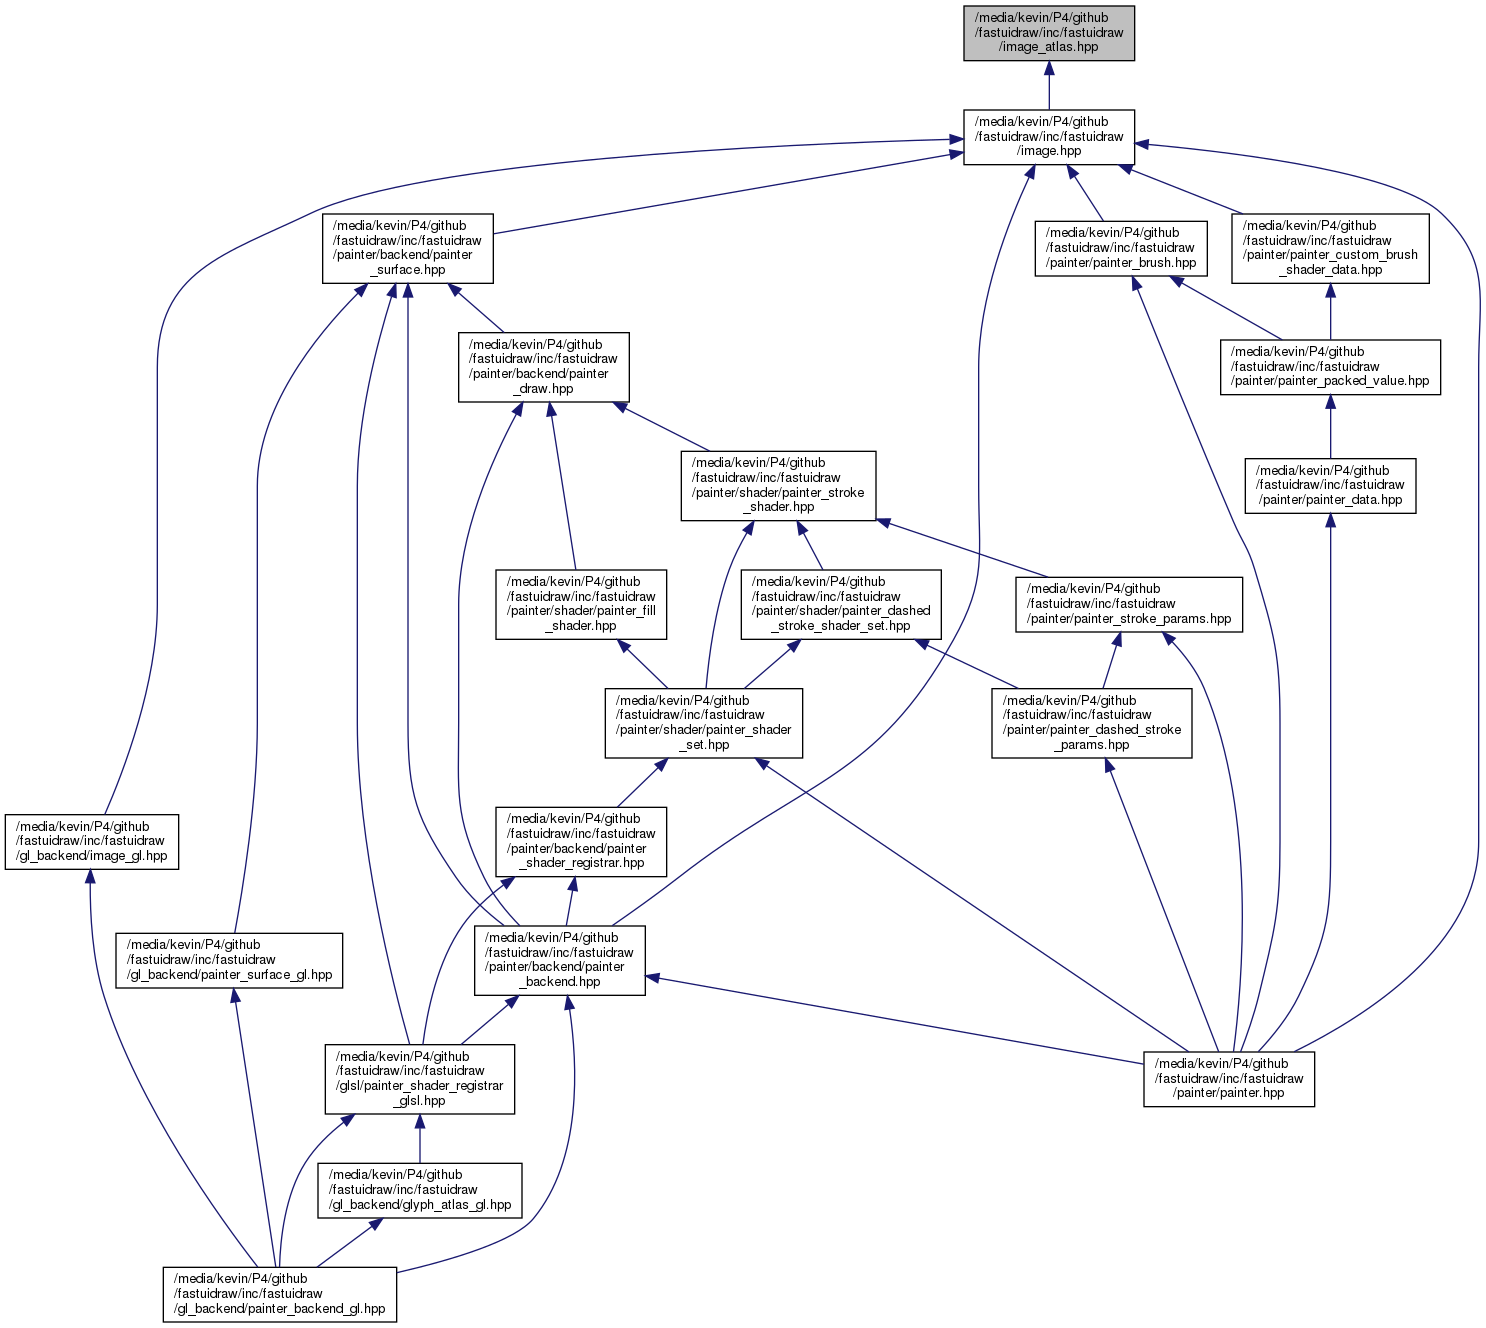 /media/kevin/P4/github
/fastuidraw/inc/fastuidraw
/image_atlas.hpp
/media/kevin/P4/github
/fastuidraw/inc/fastuidraw
/image.hpp
/media/kevin/P4/github
/fastuidraw/inc/fastuidraw
/painter/backend/painter
_surface.hpp
/media/kevin/P4/github
/fastuidraw/inc/fastuidraw
/painter/painter_brush.hpp
/media/kevin/P4/github
/fastuidraw/inc/fastuidraw
/painter/painter_custom_brush
_shader_data.hpp
/media/kevin/P4/github
/fastuidraw/inc/fastuidraw
/painter/backend/painter
_draw.hpp
/media/kevin/P4/github
/fastuidraw/inc/fastuidraw
/painter/painter_packed_value.hpp
/media/kevin/P4/github
/fastuidraw/inc/fastuidraw
/painter/shader/painter_stroke
_shader.hpp
/media/kevin/P4/github
/fastuidraw/inc/fastuidraw
/painter/painter_data.hpp
/media/kevin/P4/github
/fastuidraw/inc/fastuidraw
/painter/shader/painter_fill
_shader.hpp
/media/kevin/P4/github
/fastuidraw/inc/fastuidraw
/painter/shader/painter_dashed
_stroke_shader_set.hpp
/media/kevin/P4/github
/fastuidraw/inc/fastuidraw
/painter/painter_stroke_params.hpp
/media/kevin/P4/github
/fastuidraw/inc/fastuidraw
/painter/shader/painter_shader
_set.hpp
/media/kevin/P4/github
/fastuidraw/inc/fastuidraw
/painter/painter_dashed_stroke
_params.hpp
/media/kevin/P4/github
/fastuidraw/inc/fastuidraw
/gl_backend/image_gl.hpp
/media/kevin/P4/github
/fastuidraw/inc/fastuidraw
/painter/backend/painter
_shader_registrar.hpp
/media/kevin/P4/github
/fastuidraw/inc/fastuidraw
/gl_backend/painter_surface_gl.hpp
/media/kevin/P4/github
/fastuidraw/inc/fastuidraw
/painter/backend/painter
_backend.hpp
/media/kevin/P4/github
/fastuidraw/inc/fastuidraw
/glsl/painter_shader_registrar
_glsl.hpp
/media/kevin/P4/github
/fastuidraw/inc/fastuidraw
/painter/painter.hpp
/media/kevin/P4/github
/fastuidraw/inc/fastuidraw
/gl_backend/glyph_atlas_gl.hpp
/media/kevin/P4/github
/fastuidraw/inc/fastuidraw
/gl_backend/painter_backend_gl.hpp